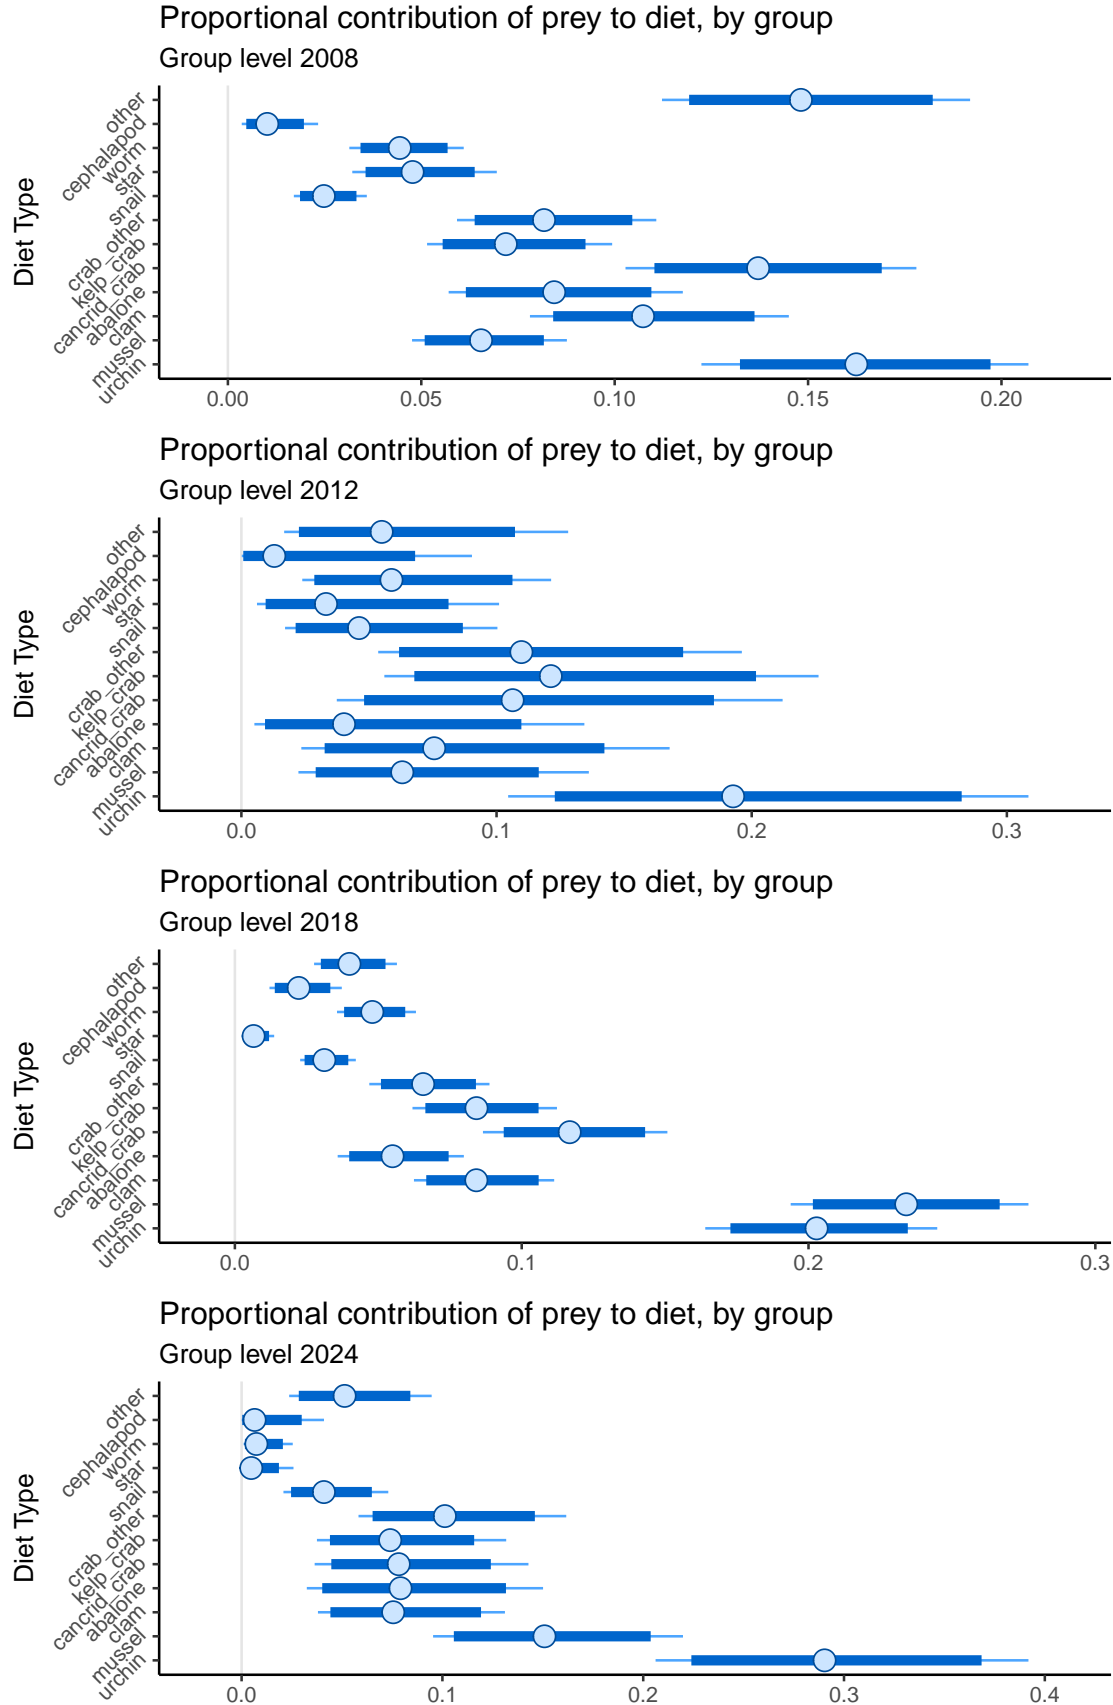 Proportional contribution of prey to diet, by group
Group level 2008
Diet Type
other
cephalapod
worm
star
snail
crab_other
kelp_crab
cancrid_crab
abalone
clam
mussel
urchin
0.00 0.05 0.10 0.15 0.20
Proportional contribution of prey to diet, by group
Group level 2012
Diet Type
other
cephalapod
worm
star
snail
crab_other
kelp_crab
cancrid_crab
abalone
clam
mussel
urchin
0.0 0.1 0.2 0.3
Proportional contribution of prey to diet, by group
Group level 2018
Diet Type
other
cephalapod
worm
star
snail
crab_other
kelp_crab
cancrid_crab
abalone
clam
mussel
urchin
0.0 0.1 0.2 0.3
Proportional contribution of prey to diet, by group
Group level 2024
Diet Type
other
cephalapod
worm
star
snail
crab_other
kelp_crab
cancrid_crab
abalone
clam
mussel
urchin
0.0 0.1 0.2 0.3 0.4